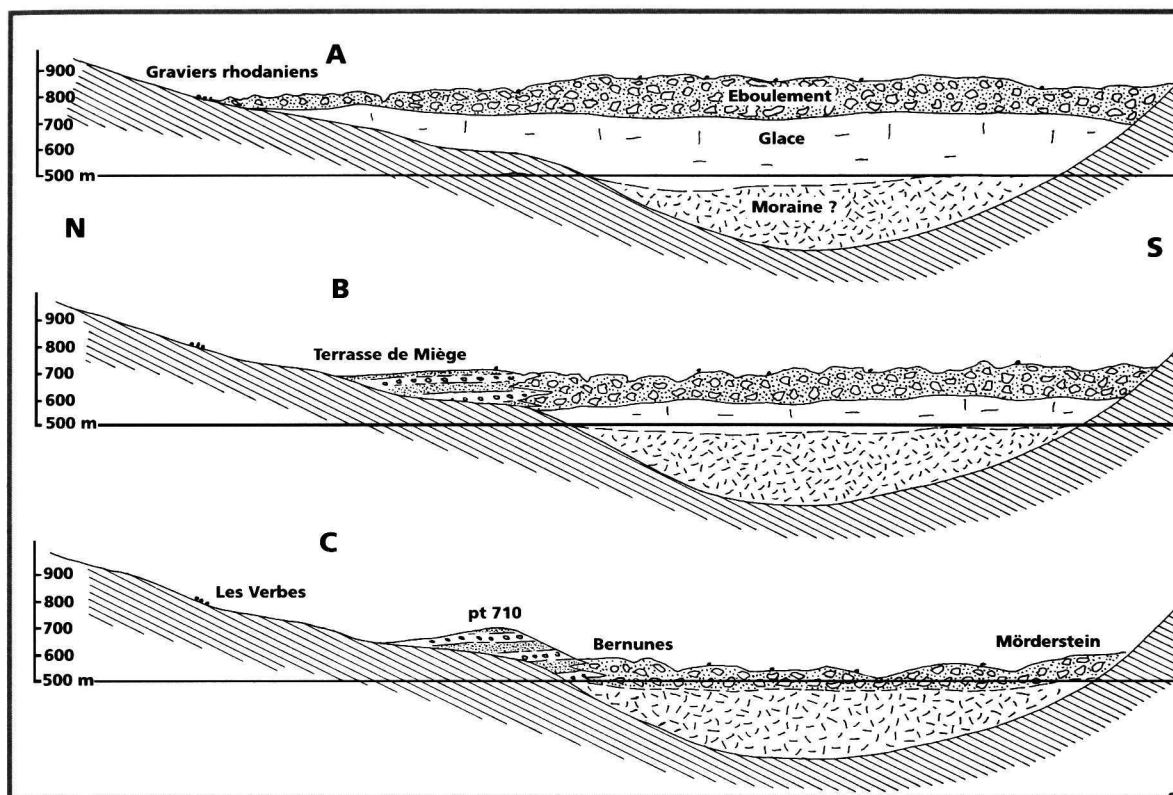 A
900
Graviers rhodaniens
800
Eboulement
700
Glace
600
500 m
Moraine ?
N
S
B
900
800
Terrasse de Miège
700
600
500 m
C
900
Les Verbes
800
pt 710
700
Bernunes
Mörderstein
600
500 m